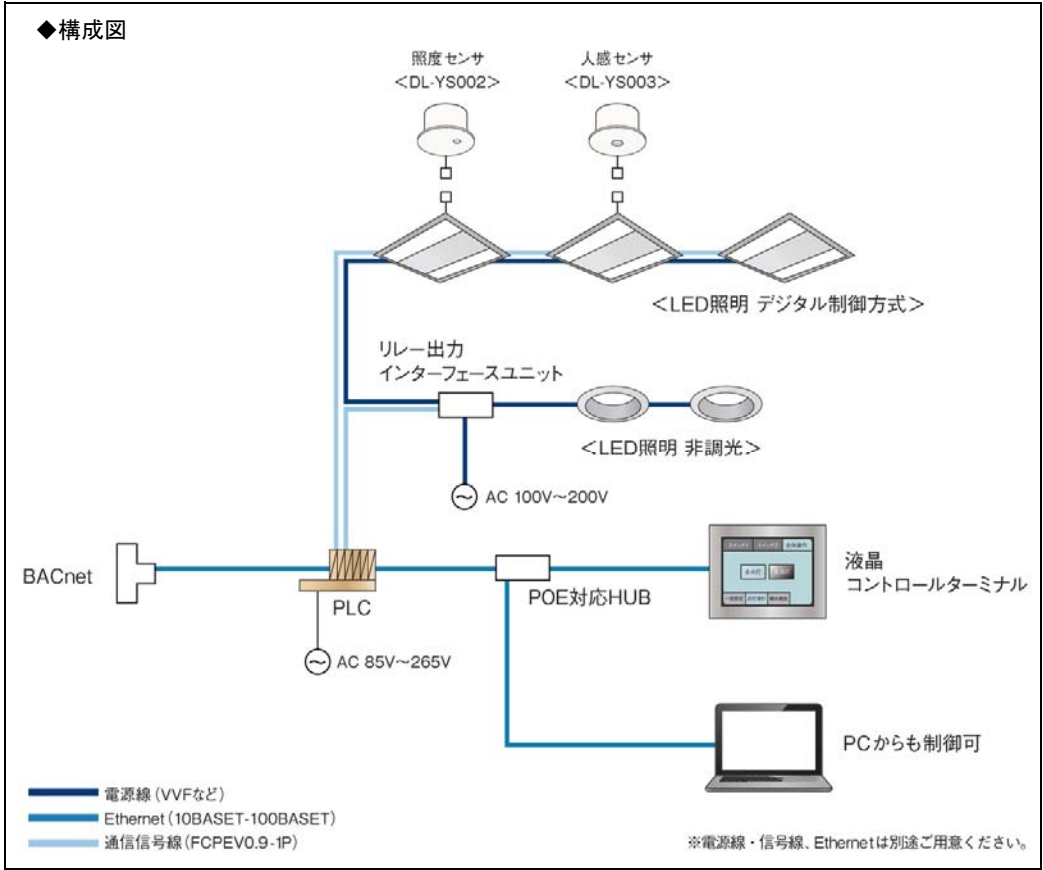 ◆構成図
照度センサ
＜DL-YS002＞
人感センサ
＜DL-YS003＞
＜LED照明 デジタル制御方式＞
リレー出力
インターフェースユニット
＜LED照明 非調光＞
AC 100V～200V
BACnet
PLC
POE対応HUB
液晶
コントロールターミナル
AC 85V～265V
PCからも制御可
電源線（VVFなど）
Ethernet（10BASET-100BASET）
通信信号線（FCPEV0.9-1P）
※電源線・信号線、Ethernetは別途ご用意ください。